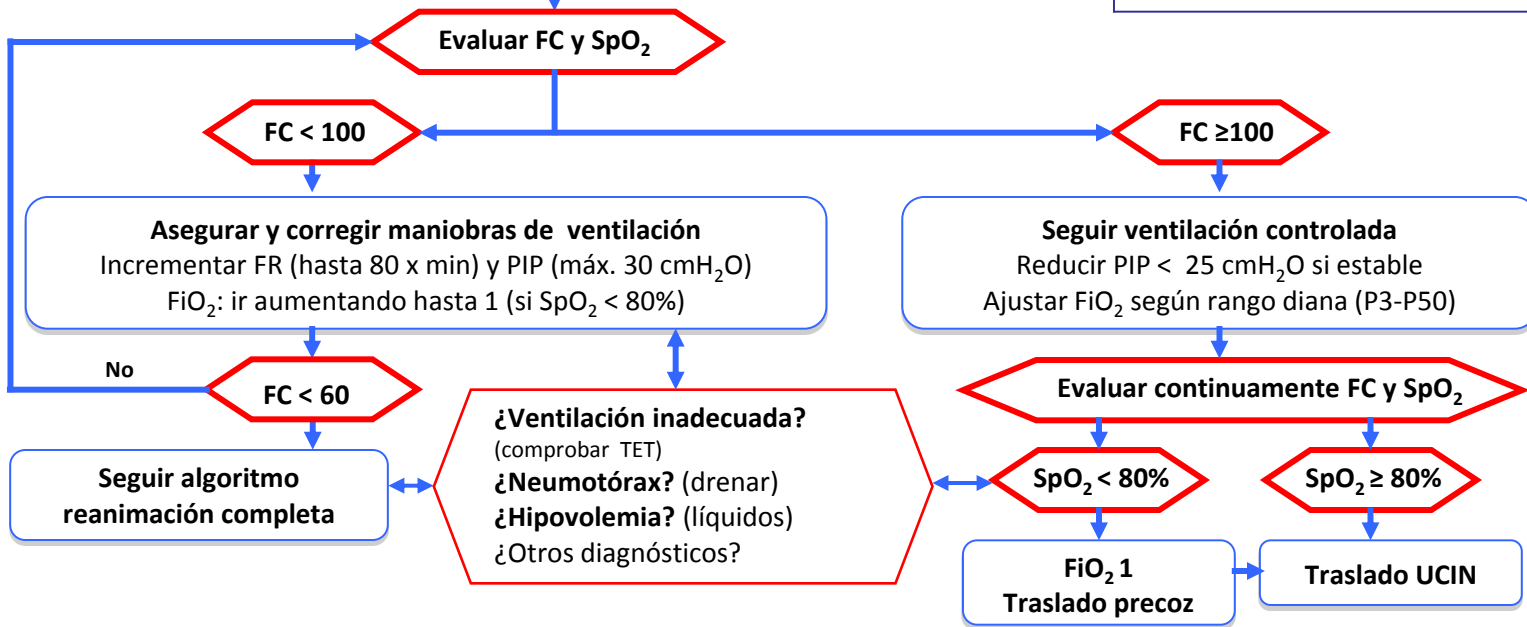 Evaluar FC y SpO₂
FC < 100
FC ≥100
Asegurar y corregir maniobras de ventilación
Incrementar FR (hasta 80 x min) y PIP (máx. 30 cmH₂O)
FiO₂: ir aumentando hasta 1 (si SpO₂ < 80%)
Seguir ventilación controlada
Reducir PIP < 25 cmH₂O si estable
Ajustar FiO₂ según rango diana (P3-P50)
No
FC < 60
Evaluar continuamente FC y SpO₂
¿Ventilación inadecuada?
(comprobar TET)
¿Neumotórax? (drenar)
¿Hipovolemia? (líquidos)
¿Otros diagnósticos?
Seguir algoritmo
reanimación completa
SpO₂ < 80%
SpO₂ ≥ 80%
FiO₂ 1
Traslado precoz
Traslado UCIN